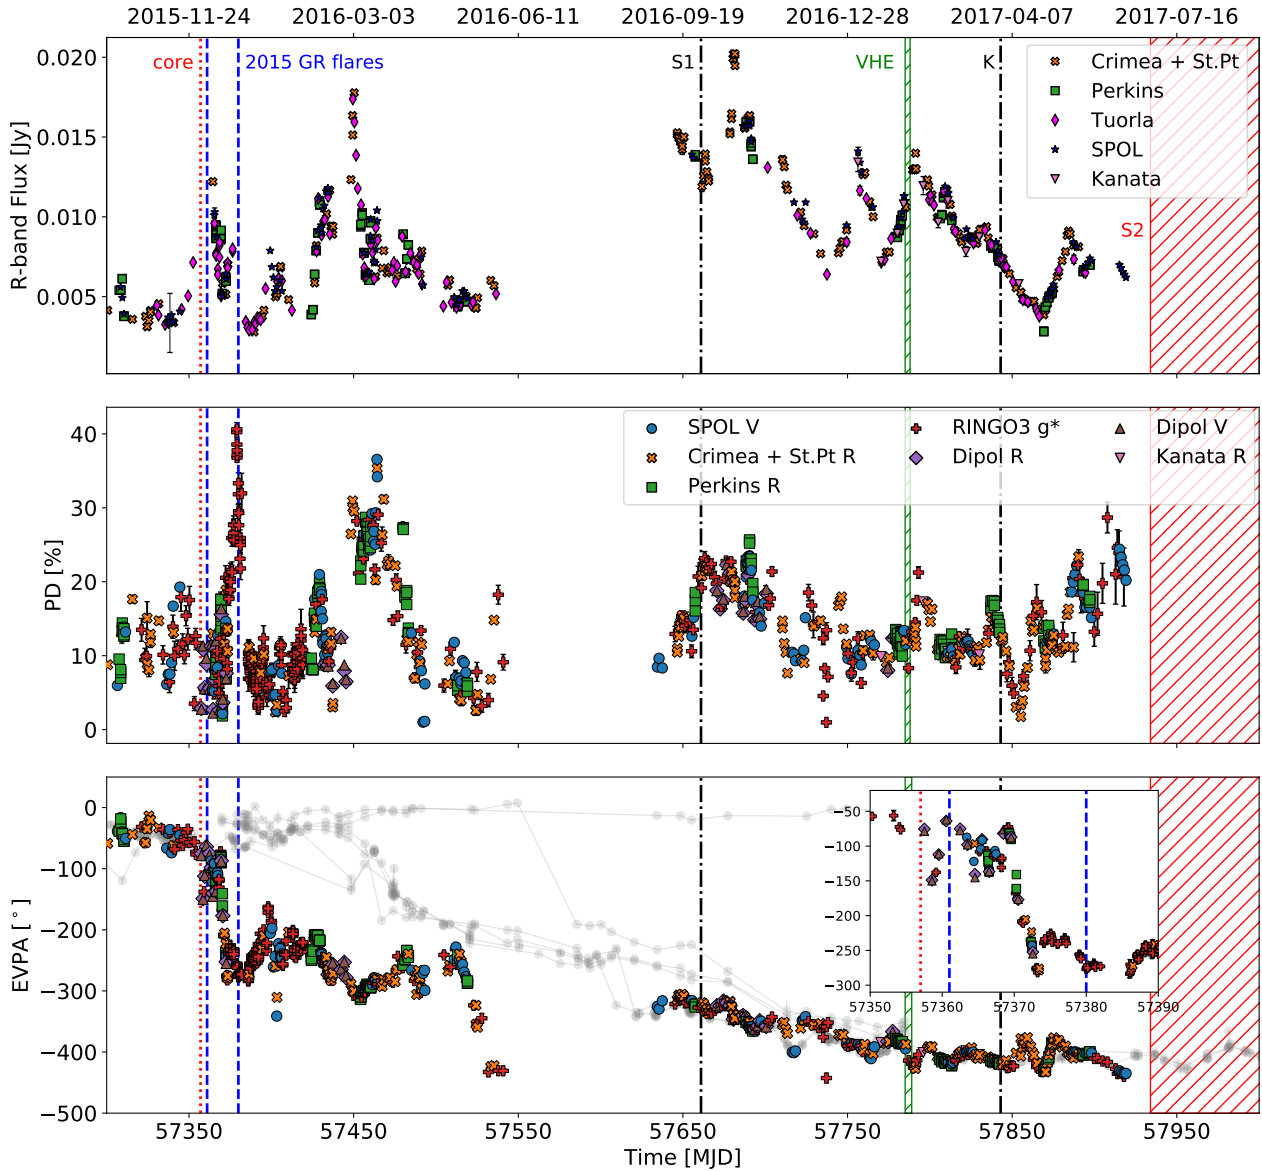 2015-11-24 2016-03-03 2016-06-11 2016-09-19 2016-12-28 2017-04-07 2017-07-16
R-band Flux [Jy]
0.020
0.015
0.010
0.005
core
2015 GR flares
S1
VHE
K
S2
Crimea + St.Pt
Perkins
Tuorla
SPOL
Kanata
PD [%]
40
30
20
10
0
SPOL V
Crimea + St.Pt R
Perkins R
RINGO3 g*
Dipol R
Dipol V
Kanata R
EVPA [°]
0
−100
−200
−300
−400
−500
−50
−100
−150
−200
−250
−300
57350 57360 57370 57380 57390
57350 57450 57550 57650 57750 57850 57950
Time [MJD]